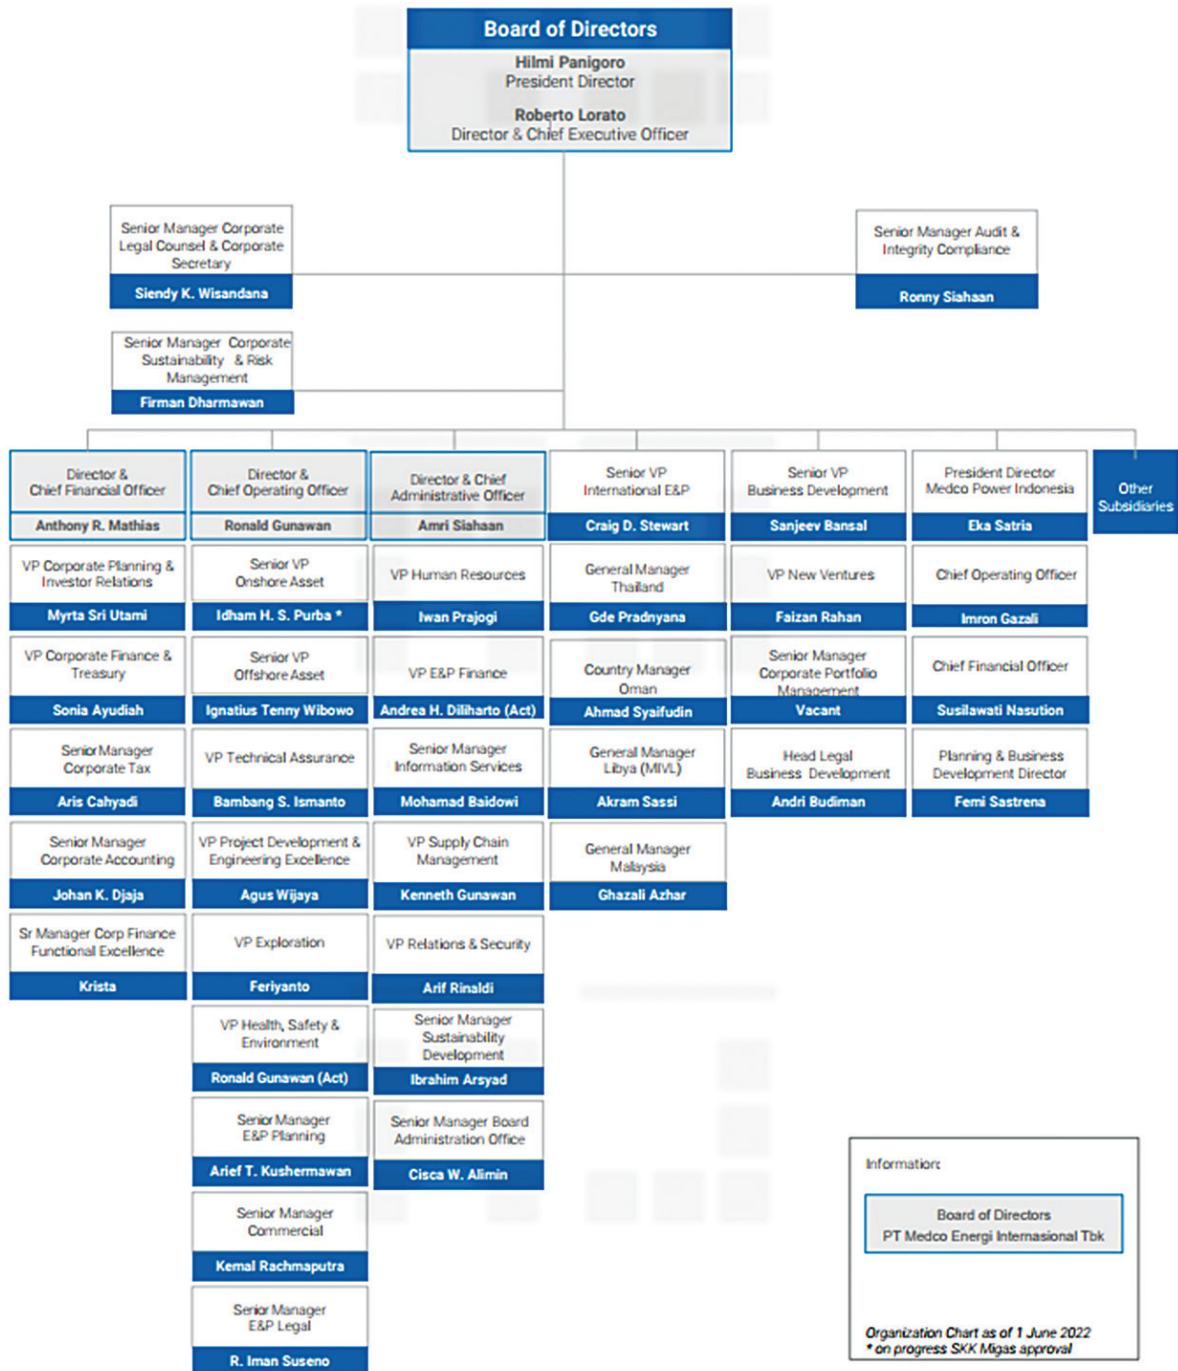 Board of Directors
Hilmi Panigoro
President Director
Roberto Lorato
Director & Chief Executive Officer
Senior Manager Corporate
Legal Counsel & Corporate
Secretary
Siendy K. Wisandana
Senior Manager Audit &
Integrity Compliance
Ronny Siahaan
Senior Manager Corporate
Sustainability & Risk
Management
Firman Dharmawan
Director &
Chief Financial Officer
Anthony R. Mathias
VP Corporate Planning &
Investor Relations
Myrta Sri Utami
VP Corporate Finance &
Treasury
Sonia Ayudiah
Senior Manager
Corporate Tax
Aris Cahyadi
Senior Manager
Corporate Accounting
Johan K. Djaja
Sr Manager Corp Finance
Functional Excellence
Krista
Director &
Chief Operating Officer
Ronald Gunawan
Senior VP
Onshore Asset
Idham H. S. Purba *
Senior VP
Offshore Asset
Ignatius Tenny Wibowo
VP Technical Assurance
Bambang S. Ismanto
VP Project Development &
Engineering Excellence
Agus Wijaya
VP Exploration
Feriyanto
VP Health, Safety &
Environment
Ronald Gunawan (Act)
Senior Manager
E&P Planning
Arief T. Kushermawan
Senior Manager
Commercial
Kemal Rachmaputra
Senior Manager
E&P Legal
R. Iman Suseno
Director & Chief
Administrative Officer
Amri Siahaan
VP Human Resources
Iwan Prajogi
VP E&P Finance
Andrea H. Diliharto (Act)
Senior Manager
Information Services
Mohamad Baidowi
VP Supply Chain
Management
Kenneth Gunawan
VP Relations & Security
Arif Rinaldi
Senior Manager
Sustainability
Development
Ibrahim Arsyad
Senior Manager Board
Administration Office
Cisca W. Alimin
Senior VP
International E&P
Craig D. Stewart
General Manager
Thailand
Gde Pradnyana
Country Manager
Oman
Ahmad Syaifudin
General Manager
Libya (MIVL)
Akram Sassi
General Manager
Malaysia
Ghazali Azhar
Senior VP
Business Development
Sanjeev Bansal
VP New Ventures
Faizan Rahan
Senior Manager
Corporate Portfolio
Management
Vacant
Head Legal
Business Development
Andri Budiman
President Director
Medco Power Indonesia
Eka Satria
Chief Operating Officer
Imron Gazali
Chief Financial Officer
Susilawati Nasution
Planning & Business
Development Director
Femi Sastrena
Other
Subsidiaries
Information:
Board of Directors
PT Medco Energi Internasional Tbk
Organization Chart as of 1 June 2022
* on progress SKK Migas approval